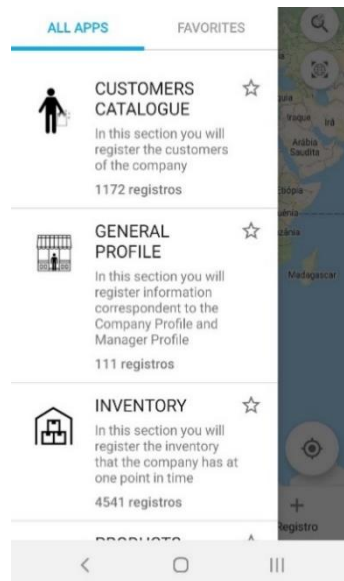 ALL APPS
FAVORITES
CUSTOMERS
CATALOGUE
In this section you will
register the customers
of the company
1172 registros
GENERAL
PROFILE
In this section you will
register information
correspondent to the
Company Profile and
Manager Profile
111 registros
INVENTORY
In this section you will
register the inventory
that the company has at
one point in time
4541 registros
PRODUCTS
Iraque
Irã
Arábia
Saudita
Madagascar
Registro